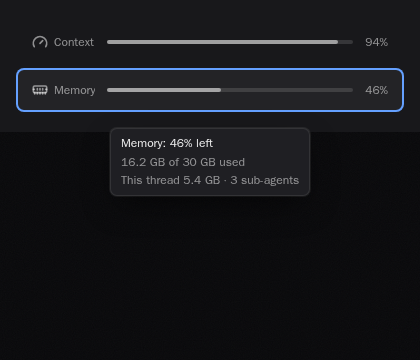 Context 94%
Memory 46%
Memory: 46% left
16.2 GB of 30 GB used
This thread 5.4 GB · 3 sub-agents